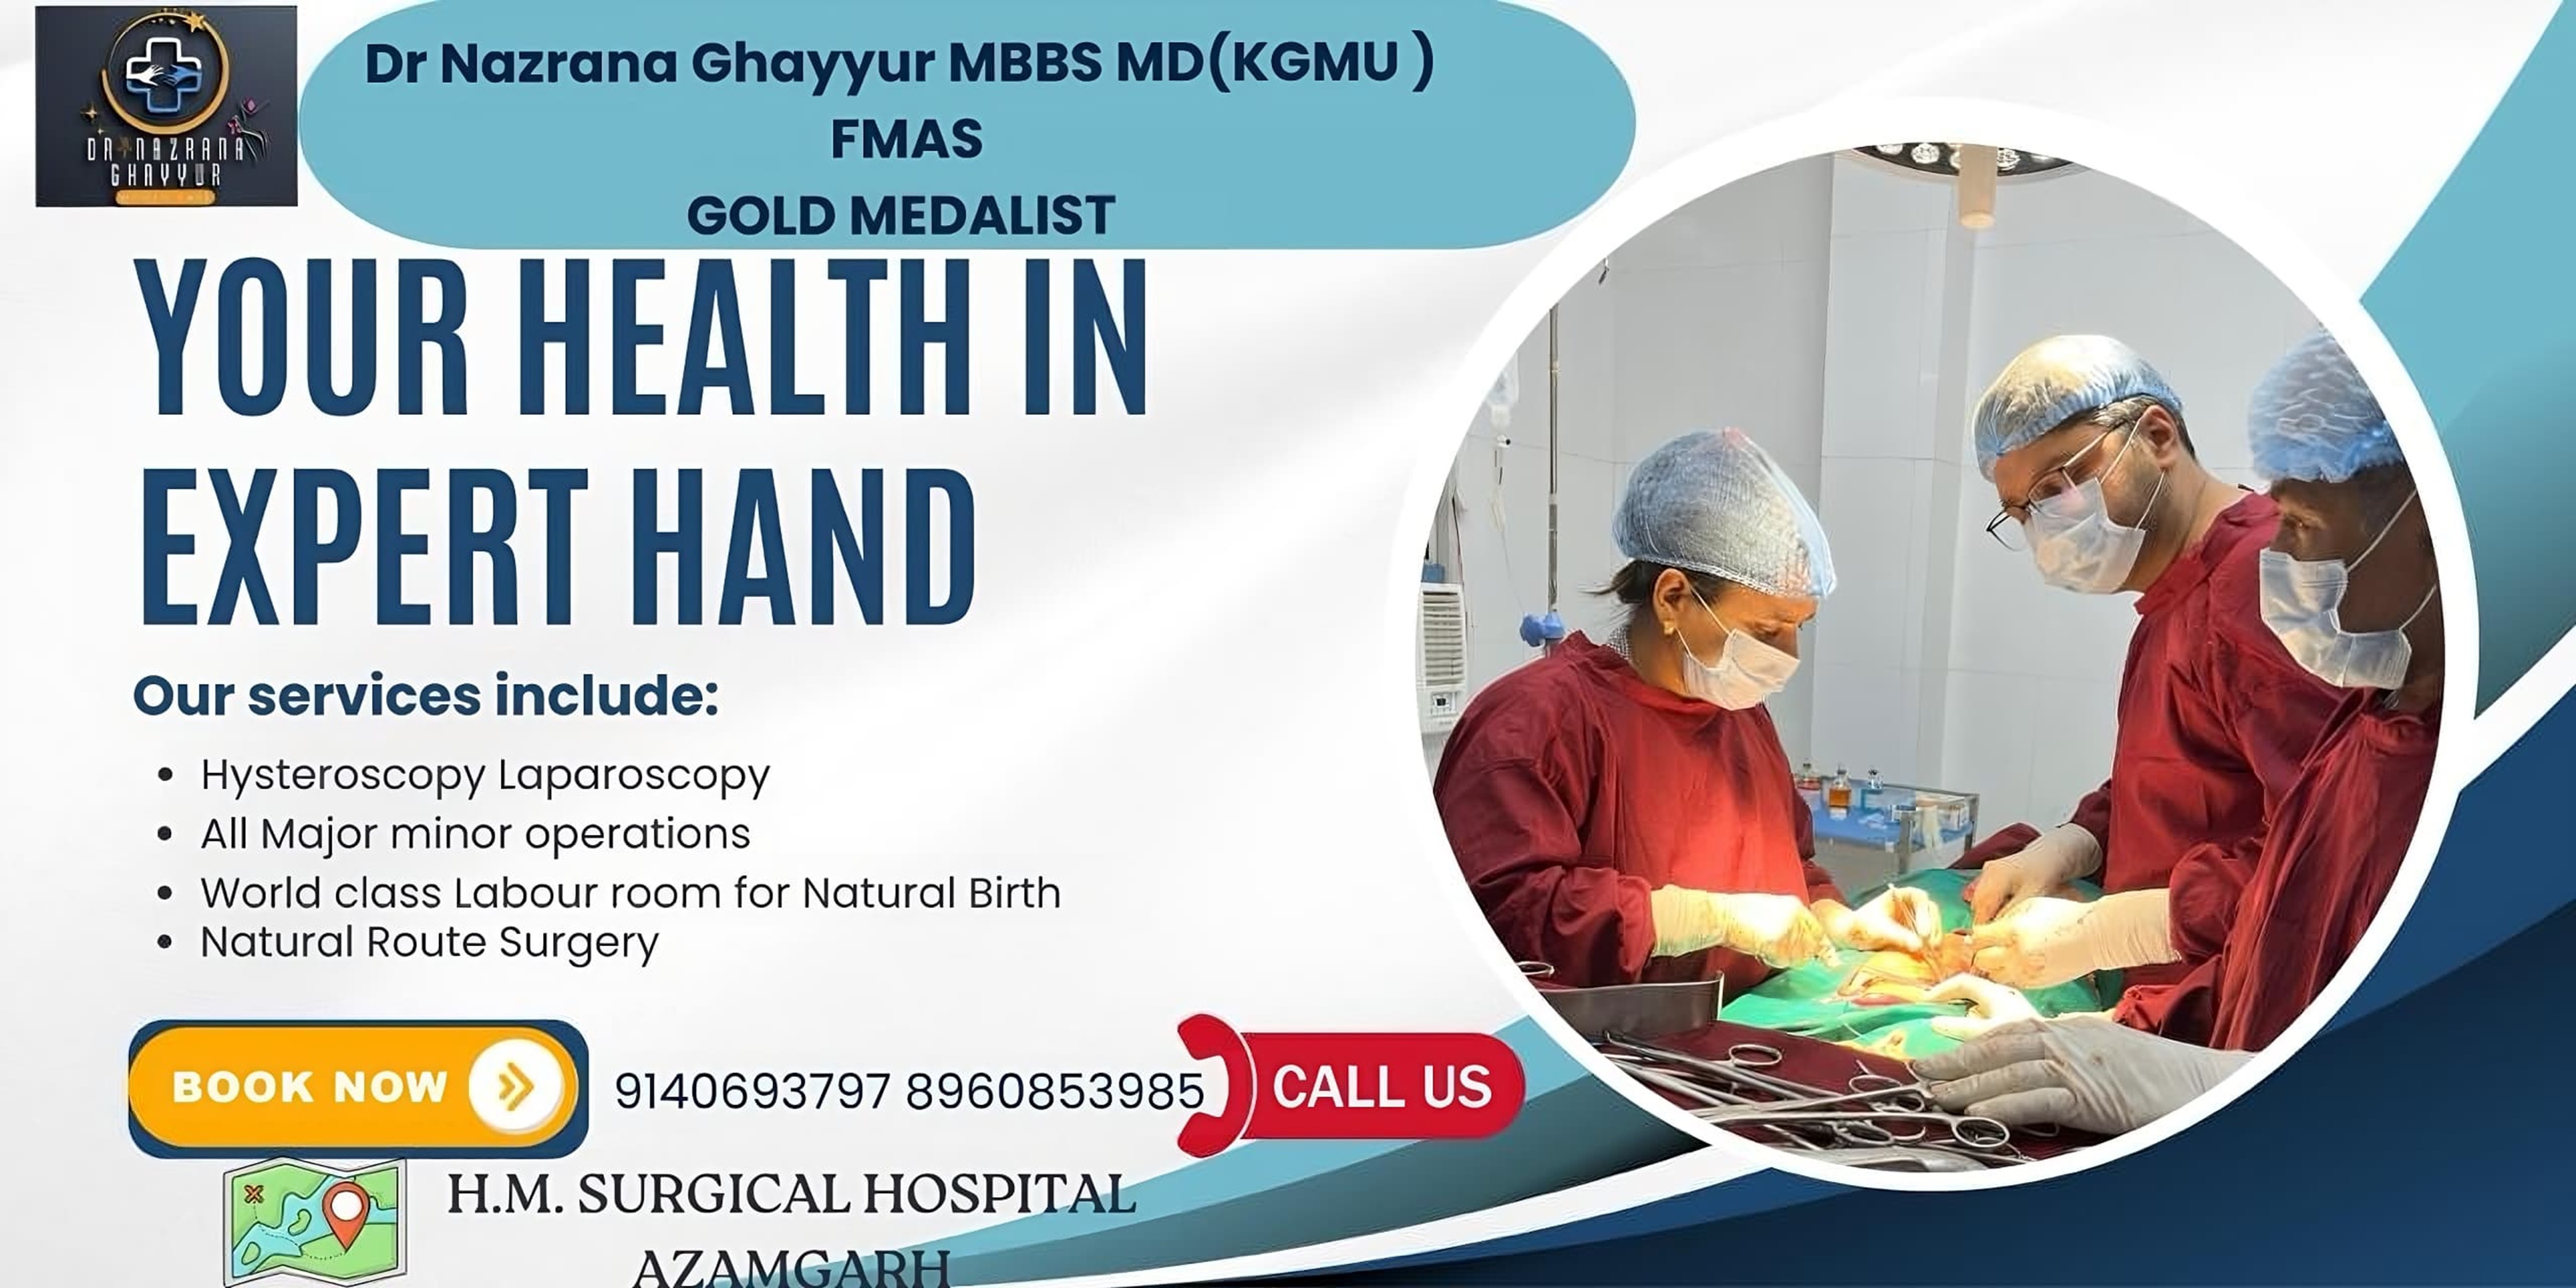 DR NAZRANA
GHAYYUR
Dr Nazrana Ghayyur MBBS MD(KGMU )
FMAS
GOLD MEDALIST
YOUR HEALTH IN
EXPERT HAND
Our services include:
• Hysteroscopy Laparoscopy
• All Major minor operations
• World class Labour room for Natural Birth
• Natural Route Surgery
BOOK NOW
9140693797 8960853985
CALL US
H.M. SURGICAL HOSPITAL
AZAMGARH